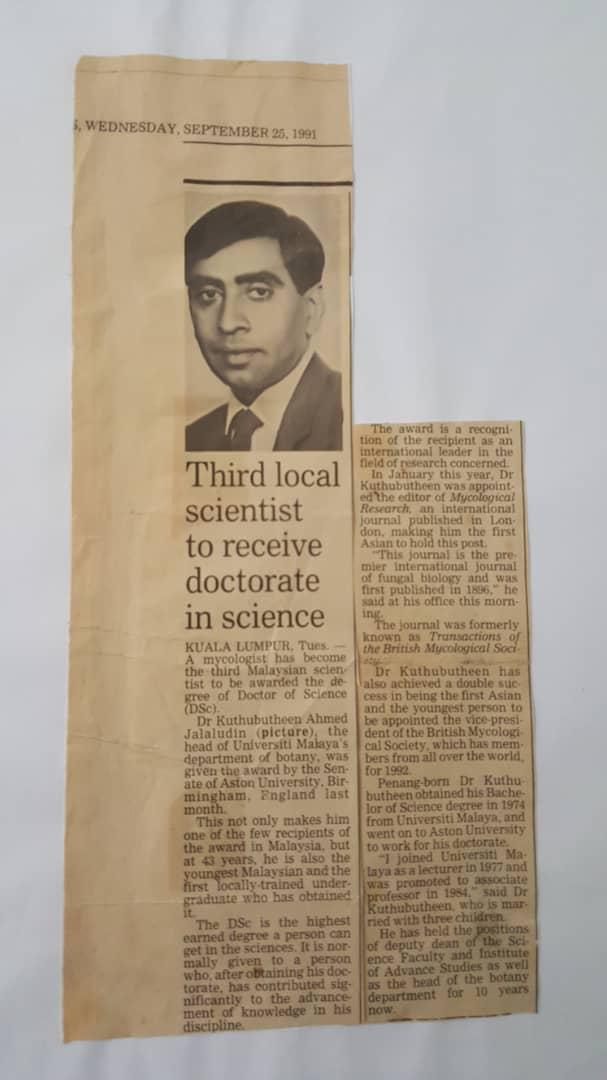 5, WEDNESDAY, SEPTEMBER 25, 1991
Third local
scientist
to receive
doctorate
in science
KUALA LUMPUR, Tues. —
A mycologist has become
the third Malaysian scien-
tist to be awarded the de-
gree of Doctor of Science
(DSc).
Dr Kuthubutheen Ahmed
Jalaludin (picture), the
head of Universiti Malaya's
department of botany, was
given the award by the Sen-
ate of Aston University, Bir-
mingham, England last
month.
This not only makes him
one of the few recipients of
the award in Malaysia, but
at 43 years, he is also the
youngest Malaysian and the
first locally-trained under-
graduate who has obtained
it.
The DSc is the highest
earned degree a person can
get in the sciences. It is nor-
mally given to a person
who, after obtaining his doc-
torate, has contributed sig-
nificantly to the advance-
ment of knowledge in his
discipline.
The award is a recogni-
tion of the recipient as an
international leader in the
field of research concerned.
In January this year, Dr
Kuthubutheen was appoint-
ed the editor of Mycological
Research, an international
journal published in Lon-
don, making him the first
Asian to hold this post.
"This journal is the pre-
mier international journal
of fungal biology and was
first published in 1896," he
said at his office this morn-
ing.
The journal was formerly
known as Transactions of
the British Mycological Soci-
ety.
Dr Kuthubutheen has
also achieved a double suc-
cess in being the first Asian
and the youngest person to
be appointed the vice-presi-
dent of the British Mycologi-
cal Society, which has mem-
bers from all over the world,
for 1992.
Penang-born Dr Kuthu-
butheen obtained his Bache-
lor of Science degree in 1974
from Universiti Malaya, and
went on to Aston University
to work for his doctorate.
"I joined Universiti Ma-
laya as a lecturer in 1977 and
was promoted to associate
professor in 1984," said Dr
Kuthubutheen, who is mar-
ried with three children.
He has held the positions
of deputy dean of the Sci-
ence Faculty and Institute
of Advance Studies as well
as the head of the botany
department for 10 years
now.